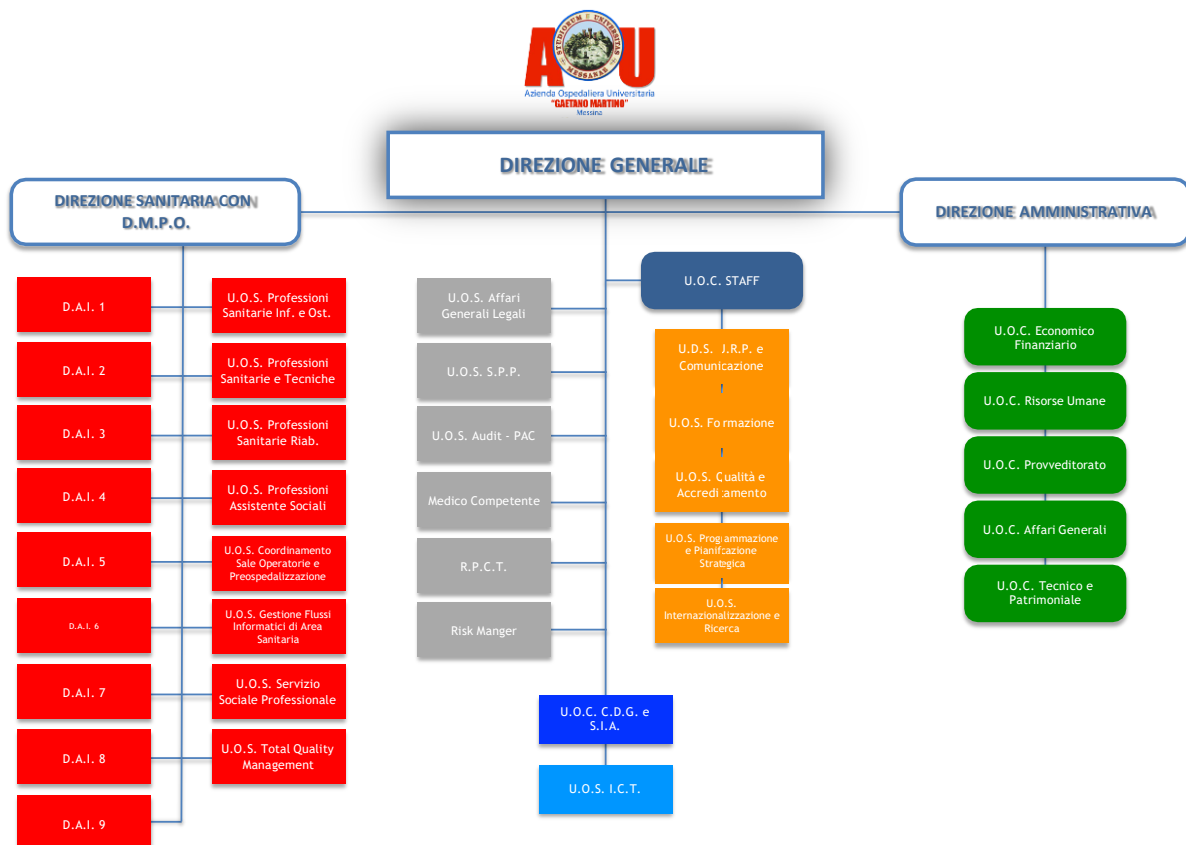 STUDIORUM E UNIVERSITAS
MESSANAE
AOU
Azienda Ospedaliera Universitaria
"GAETANO MARTINO"
Messina
DIREZIONE GENERALE
DIREZIONE SANITARIA CON
D.M.P.O.
DIREZIONE AMMINISTRATIVA
D.A.I. 1
D.A.I. 2
D.A.I. 3
D.A.I. 4
D.A.I. 5
D.A.I. 6
D.A.I. 7
D.A.I. 8
D.A.I. 9
U.O.S. Professioni
Sanitarie Inf. e Ost.
U.O.S. Professioni
Sanitarie e Tecniche
U.O.S. Professioni
Sanitarie Riab.
U.O.S. Professioni
Assistente Sociali
U.O.S. Coordinamento
Sale Operatorie e
Preospedalizzazione
U.O.S. Gestione Flussi
Informatici di Area
Sanitaria
U.O.S. Servizio
Sociale Professionale
U.O.S. Total Quality
Management
U.O.S. Affari
Generali Legali
U.O.S. S.P.P.
U.O.S. Audit - PAC
Medico Competente
R.P.C.T.
Risk Manger
U.O.C. STAFF
U.D.S. U.R.P. e
Comunicazione
U.O.S. Formazione
U.O.S. Qualità e
Accreditamento
U.O.S. Programmazione
e Pianificazione
Strategica
U.O.S.
Internazionalizzazione e
Ricerca
U.O.C. C.D.G. e
S.I.A.
U.O.S. I.C.T.
U.O.C. Economico
Finanziario
U.O.C. Risorse Umane
U.O.C. Provveditorato
U.O.C. Affari Generali
U.O.C. Tecnico e
Patrimoniale